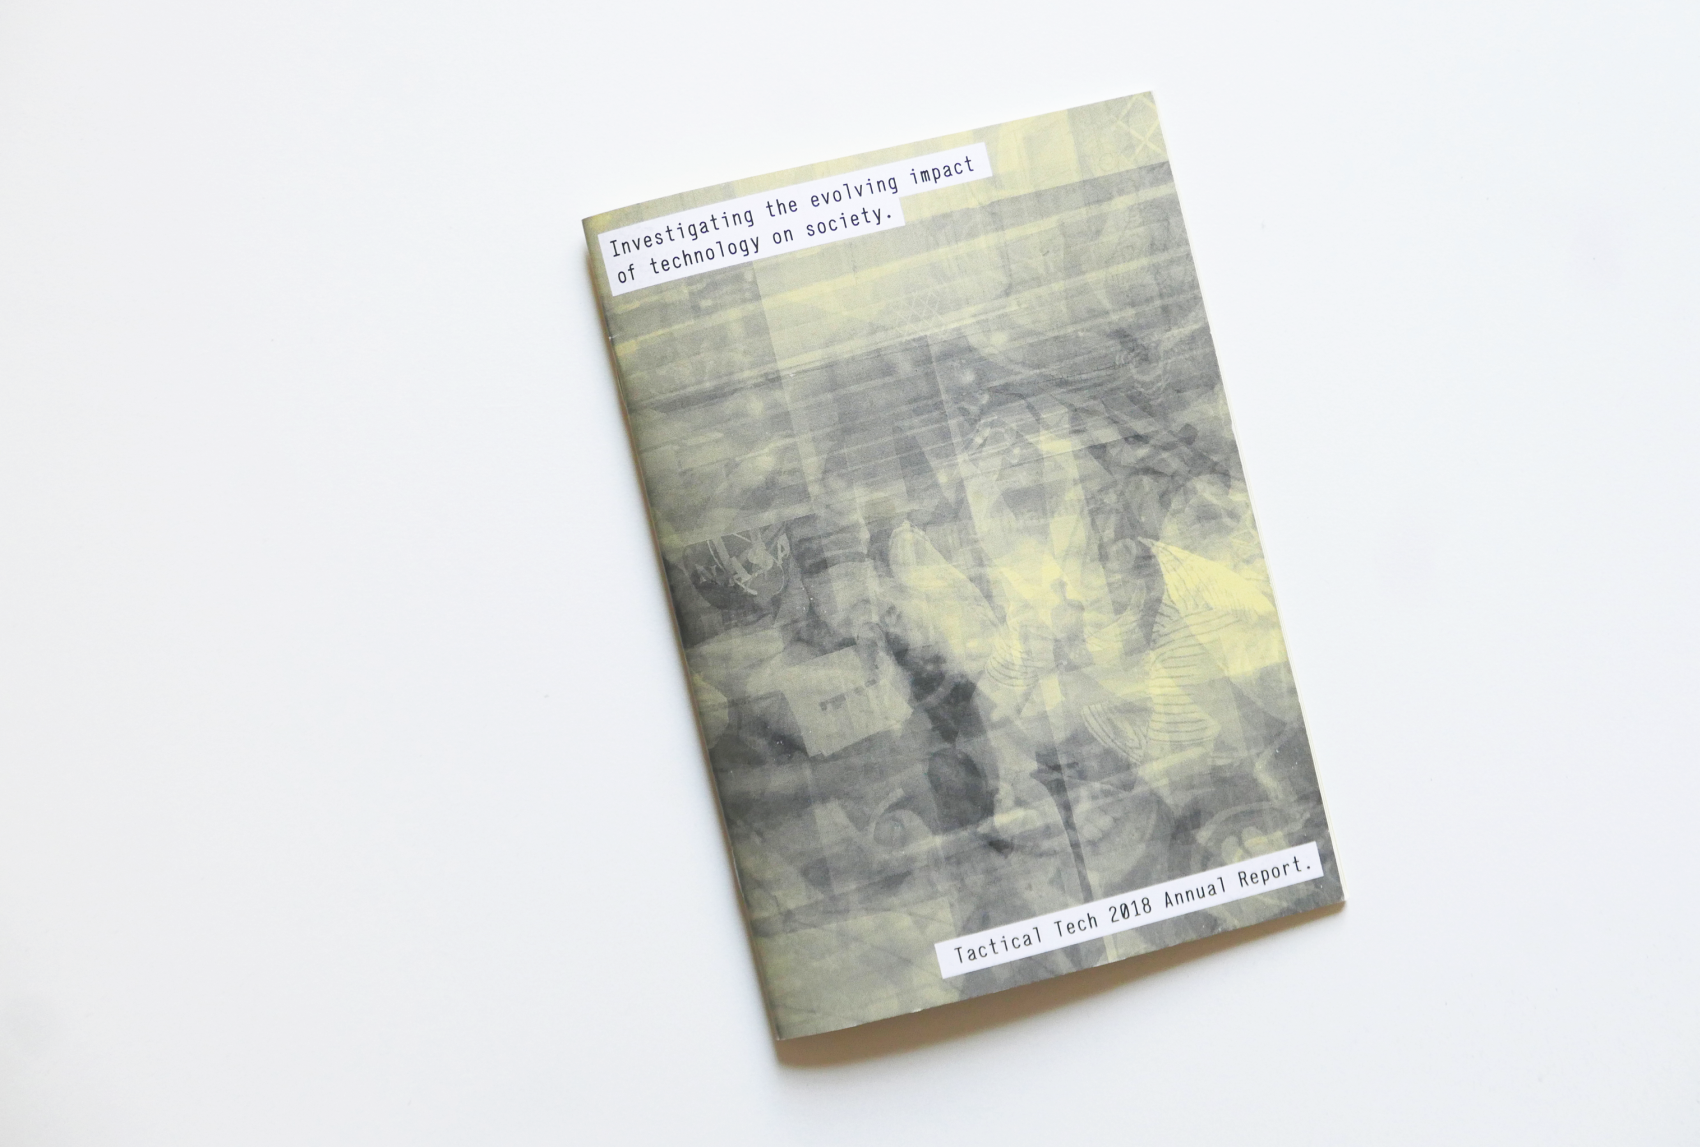 Investigating the evolving impact
of technology on society.
Tactical Tech 2018 Annual Report.